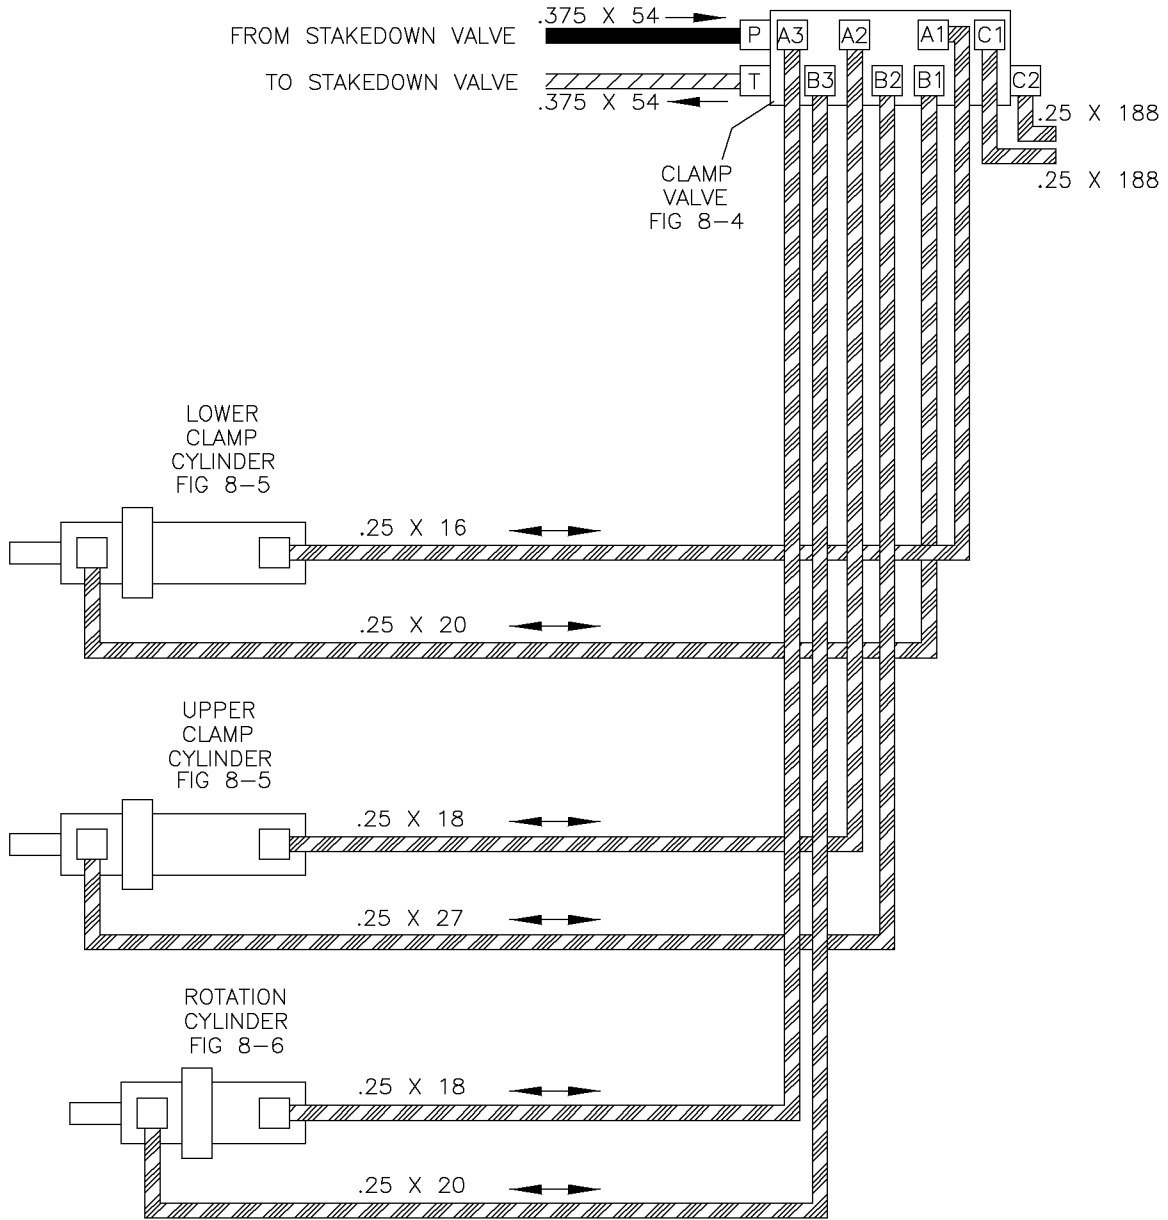 .375 X 54
FROM STAKEDOWN VALVE
P
A3
A2
A1
C1
TO STAKEDOWN VALVE
T
B3
B2
B1
C2
.375 X 54
.25 X 188
.25 X 188
CLAMP
VALVE
FIG 8-4
LOWER
CLAMP
CYLINDER
FIG 8-5
.25 X 16
.25 X 20
UPPER
CLAMP
CYLINDER
FIG 8-5
.25 X 18
.25 X 27
ROTATION
CYLINDER
FIG 8-6
.25 X 18
.25 X 20